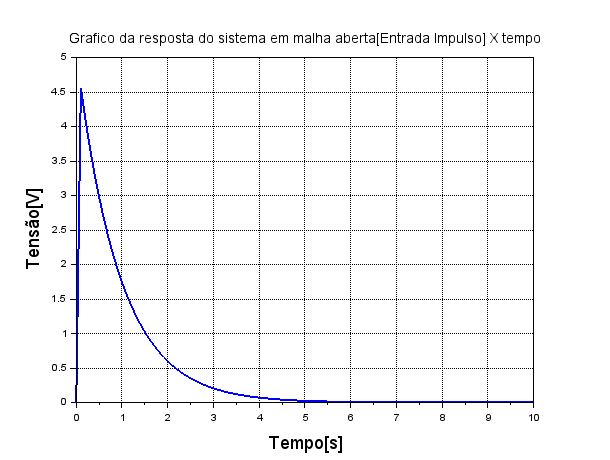 Grafico da resposta do sistema em malha aberta[Entrada Impulso] X tempo
5
4.5
4
3.5
3
2.5
2
1.5
1
0.5
0
Tensão[V]
0 1 2 3 4 5 6 7 8 9 10
Tempo[s]